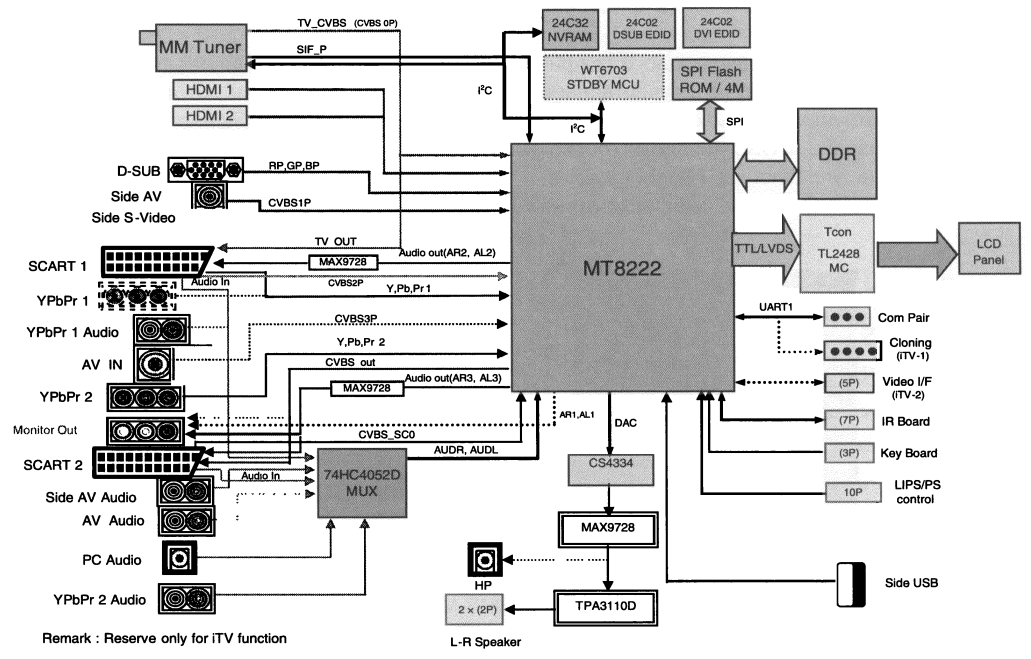 TV_CVBS (CVBS 0P)
MM Tuner
SIF_P
24C32
NVRAM
24C02
DSUB EDID
24C02
DVI EDID
WT6703
STDBY MCU
SPI Flash
ROM / 4M
HDMI 1
HDMI 2
I²C
I²C
SPI
D-SUB
RP,GP,BP
Side AV
Side S-Video
CVBS1P
DDR
MT8222
TTL/LVDS
Tcon
TL2428
MC
LCD
Panel
TV_OUT
Audio out(AR2, AL2)
MAX9728
SCART 1
Audio In
CVBS2P
Y,Pb,Pr1
YPbPr 1
YPbPr 1 Audio
CVBS3P
AV IN
Y,Pb,Pr 2
CVBS_out
YPbPr 2
MAX9728
Audio out(AR3, AL3)
Monitor Out
AR1,AL1
CVBS_SC0
SCART 2
Audio In
AUDR, AUDL
74HC4052D
MUX
Side AV Audio
AV Audio
PC Audio
YPbPr 2 Audio
DAC
CS4334
MAX9728
HP
TPA3110D
2 x (2P)
L-R Speaker
UART1
Com Pair
Cloning
(iTV-1)
(5P)
Video I/F
(iTV-2)
(7P)
IR Board
(3P)
Key Board
10P
LIPS/PS
control
Side USB
Remark : Reserve only for iTV function